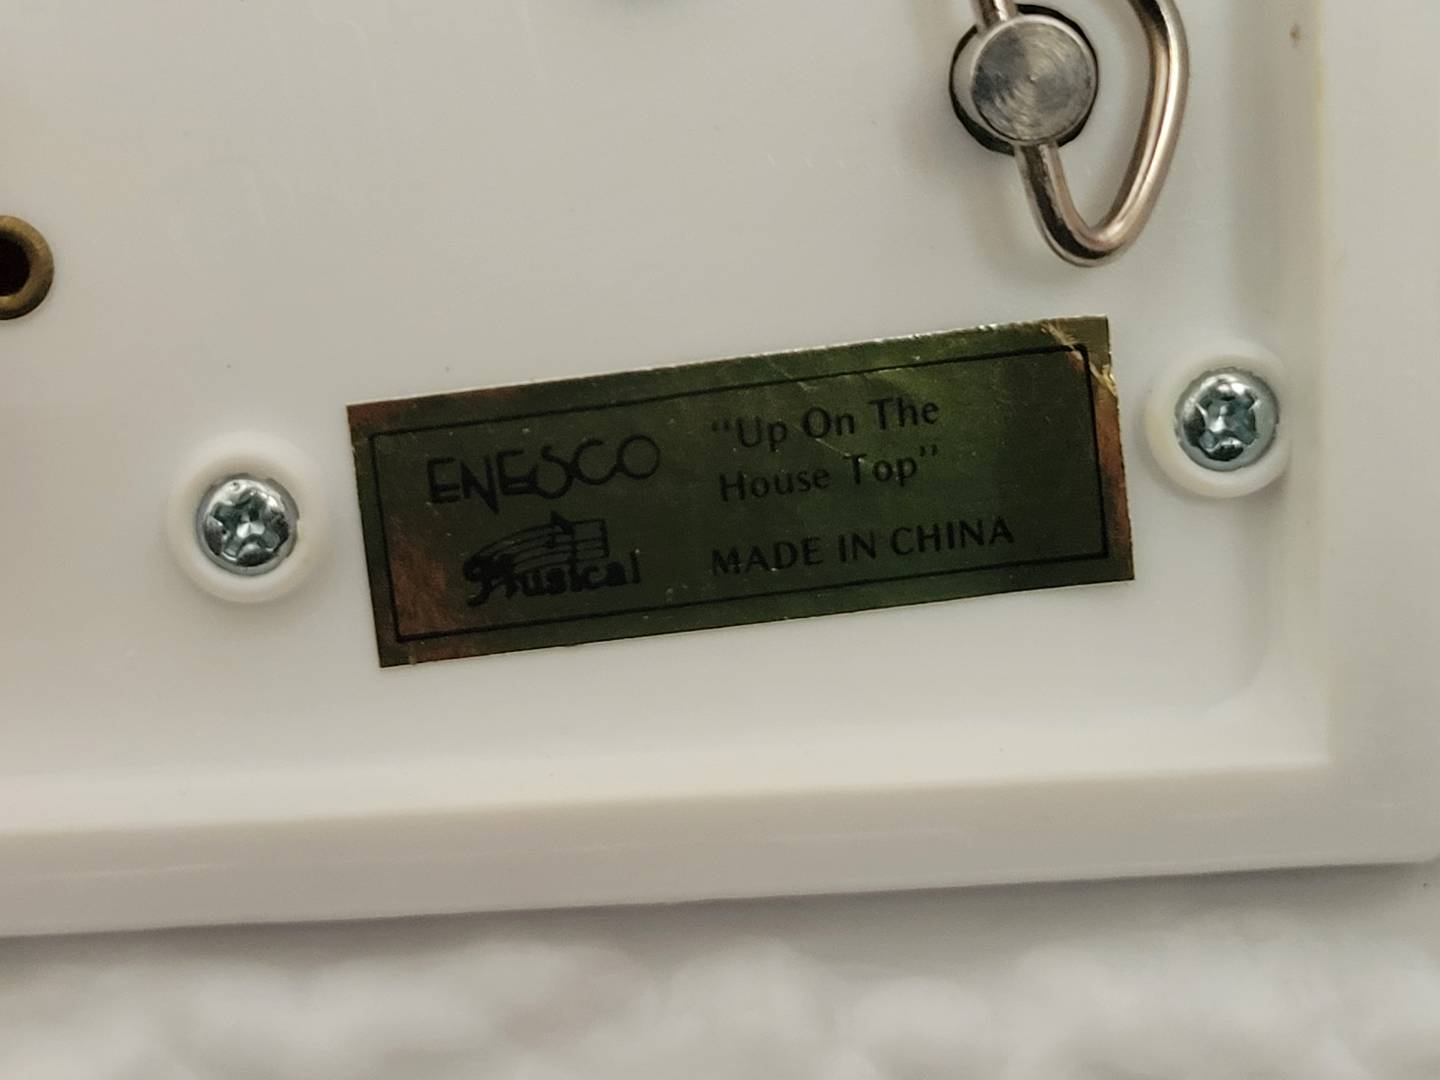 ENESCO
Musical
"Up On The
House Top"
MADE IN CHINA